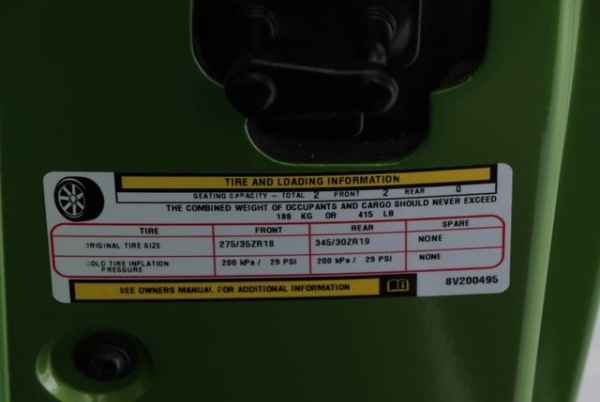 TIRE AND LOADING INFORMATION
SEATING CAPACITY - TOTAL 2 FRONT 2 REAR 0
THE COMBINED WEIGHT OF OCCUPANTS AND CARGO SHOULD NEVER EXCEED
188 KG OR 415 LB
TIRE FRONT REAR SPARE
ORIGINAL TIRE SIZE 275/35ZR18 345/30ZR19 NONE
COLD TIRE INFLATION PRESSURE 200 kPa / 29 PSI 200 kPa / 29 PSI NONE
SEE OWNERS MANUAL FOR ADDITIONAL INFORMATION 8V200495